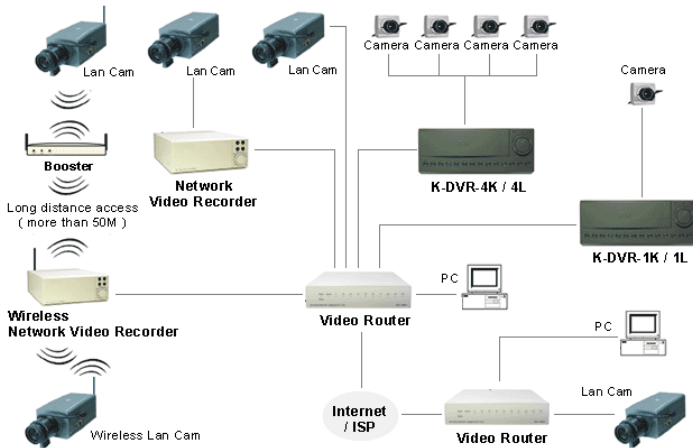 Camera
Camera
Camera
Camera
Lan Cam
Lan Cam
Lan Cam
Camera
Booster
Network
Video Recorder
K-DVR-4K / 4L
Long distance access
( more than 50M )
K-DVR-1K / 1L
PC
Wireless
Network Video Recorder
Video Router
PC
Internet
/ ISP
Lan Cam
Wireless Lan Cam
Video Router